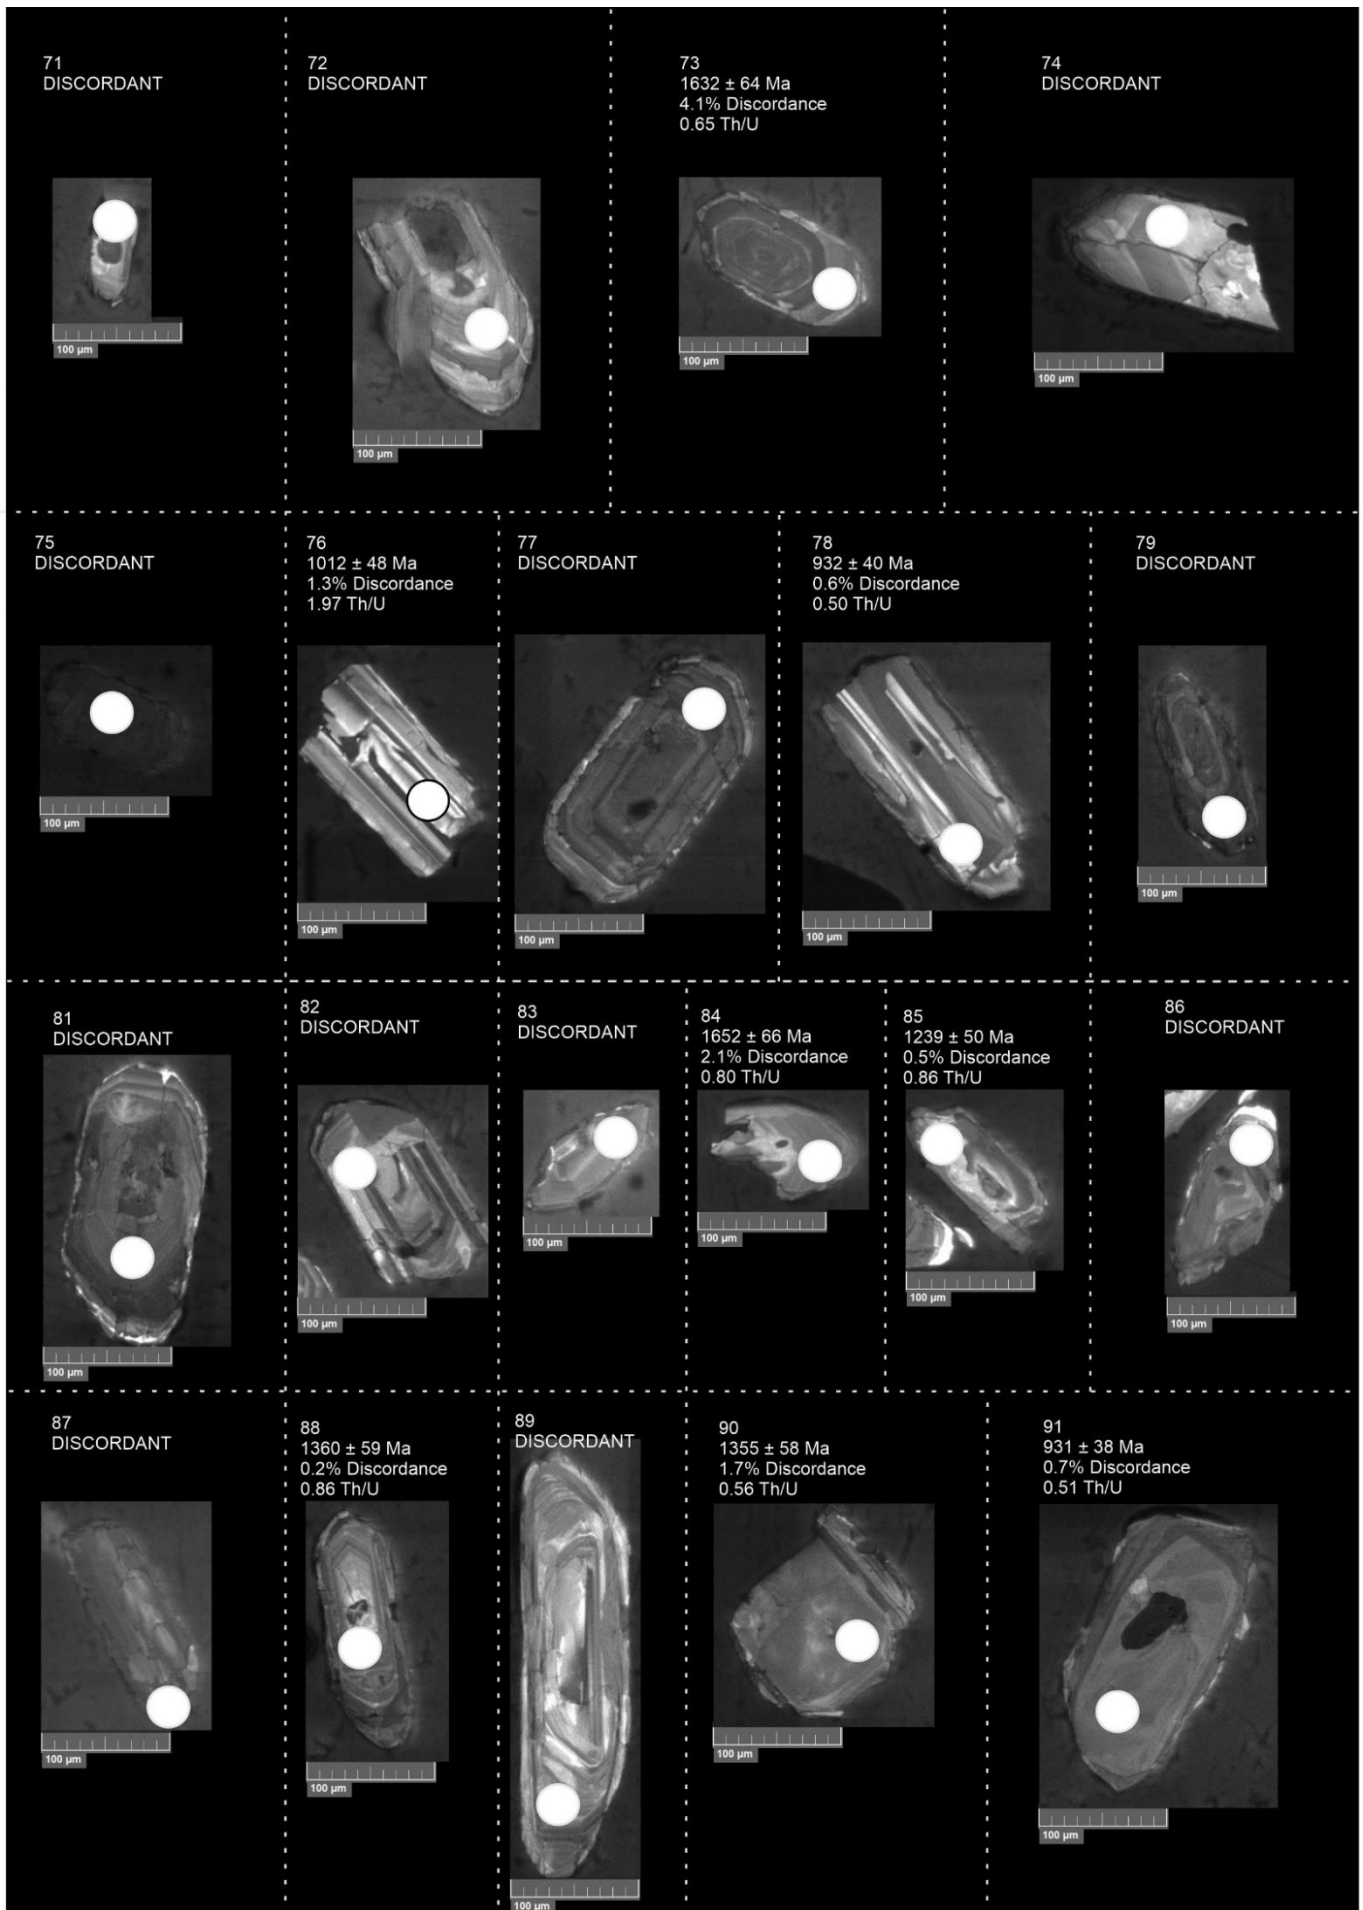 71
DISCORDANT
100 µm
72
DISCORDANT
100 µm
73
1632 ± 64 Ma
4.1% Discordance
0.65 Th/U
100 µm
74
DISCORDANT
100 µm
75
DISCORDANT
100 µm
76
1012 ± 48 Ma
1.3% Discordance
1.97 Th/U
100 µm
77
DISCORDANT
100 µm
78
932 ± 40 Ma
0.6% Discordance
0.50 Th/U
100 µm
79
DISCORDANT
100 µm
81
DISCORDANT
100 µm
82
DISCORDANT
100 µm
83
DISCORDANT
100 µm
84
1652 ± 66 Ma
2.1% Discordance
0.80 Th/U
100 µm
85
1239 ± 50 Ma
0.5% Discordance
0.86 Th/U
100 µm
86
DISCORDANT
100 µm
87
DISCORDANT
100 µm
88
1360 ± 59 Ma
0.2% Discordance
0.86 Th/U
100 µm
89
DISCORDANT
100 µm
90
1355 ± 58 Ma
1.7% Discordance
0.56 Th/U
100 µm
91
931 ± 38 Ma
0.7% Discordance
0.51 Th/U
100 µm